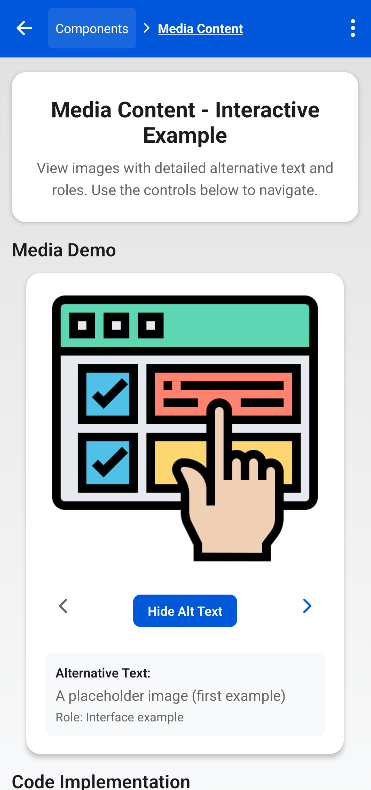 Components
Media Content
Media Content - Interactive
Example
View images with detailed alternative text and
roles. Use the controls below to navigate.
Media Demo
Hide Alt Text
Alternative Text:
A placeholder image (first example)
Role: Interface example
Code Implementation